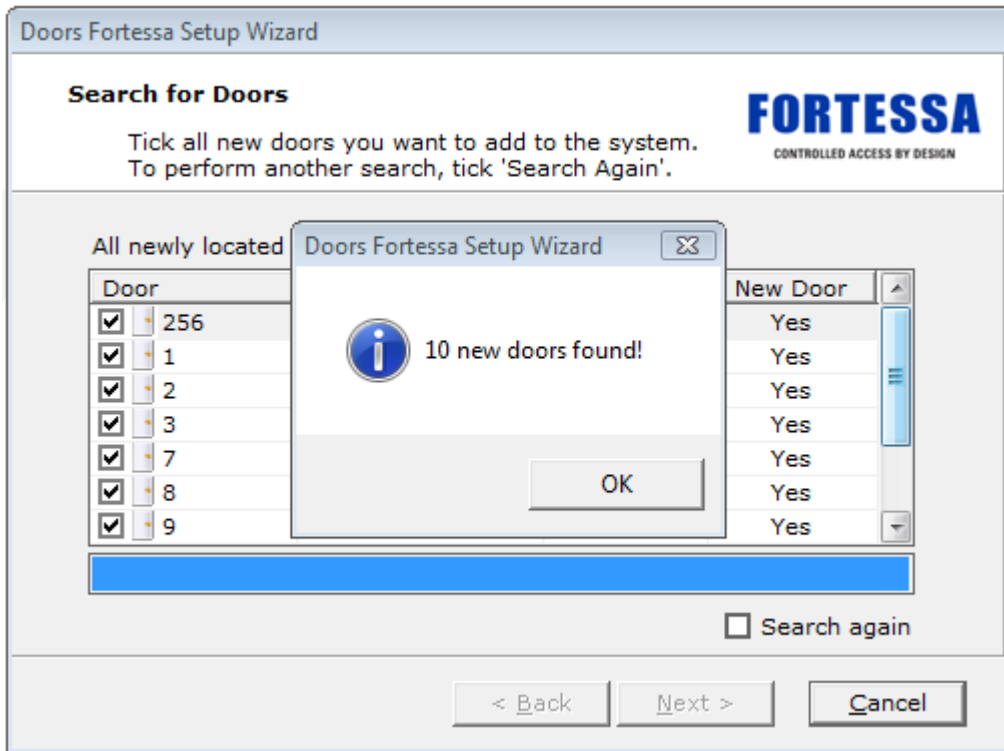 Doors Fortessa Setup Wizard
Search for Doors
Tick all new doors you want to add to the system.
To perform another search, tick 'Search Again'.
FORTESSA
CONTROLLED ACCESS BY DESIGN
All newly located
Doors Fortessa Setup Wizard
10 new doors found!
OK
Door New Door
256 Yes
1 Yes
2 Yes
3 Yes
7 Yes
8 Yes
9 Yes
Search again
< Back Next > Cancel